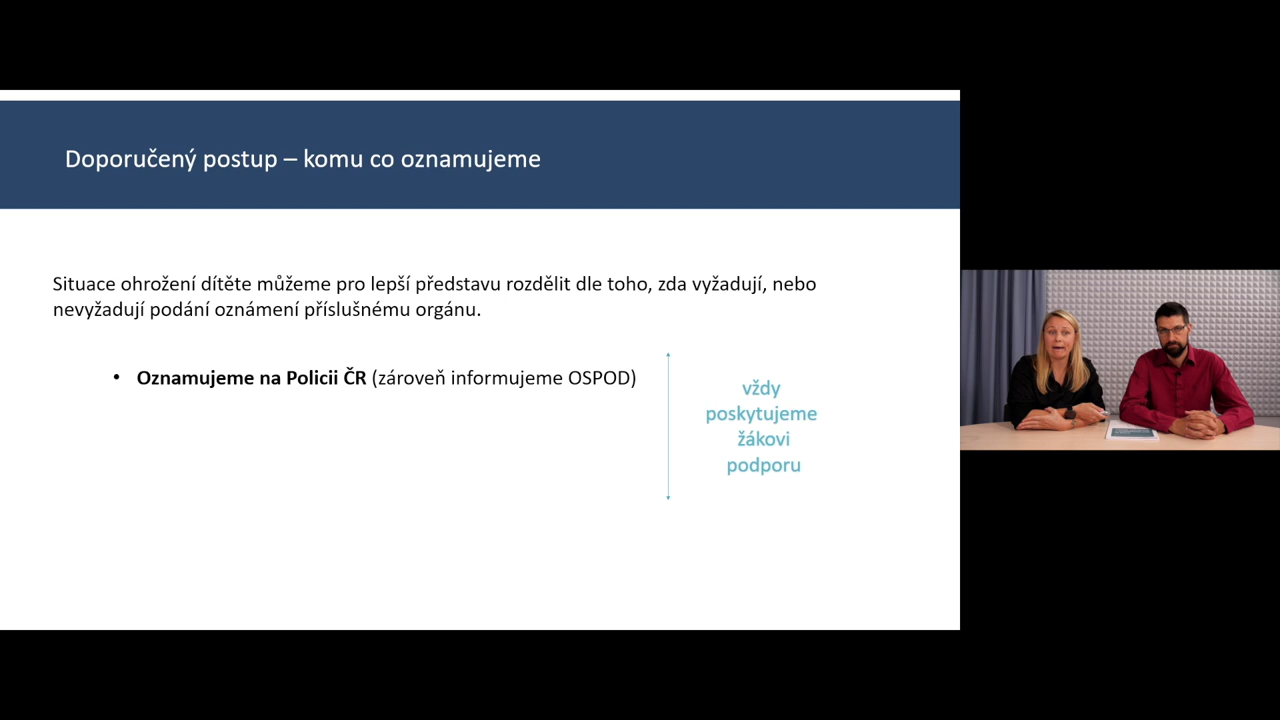 Doporučený postup – komu co oznamujeme
Situace ohrožení dítěte můžeme pro lepší představu rozdělit dle toho, zda vyžadují, nebo
nevyžadují podání oznámení příslušnému orgánu.
• Oznamujeme na Policii ČR (zároveň informujeme OSPOD)
vždy
poskytujeme
žákovi
podporu